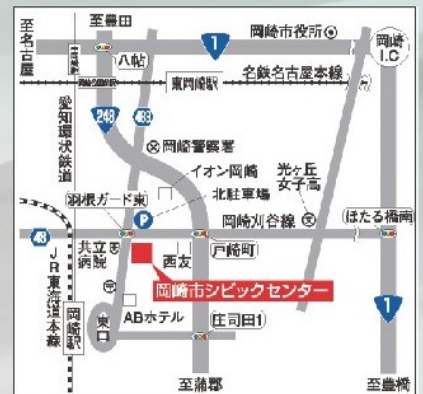 至豊田
至名古屋
1
岡崎市役所
岡崎I.C
八帖
東岡崎駅
名鉄名古屋本線
愛知環状鉄道
248
483
岡崎警察署
イオン岡崎
光ヶ丘女子高
北駐車場
羽根ガード東
P
岡崎刈谷線
ほたる橋南
48
共立病院
西友
戸崎町
岡崎市シビックセンター
JR東海道本線
岡崎駅
東口
ABホテル
庄司田1
1
至蒲郡
至豊橋